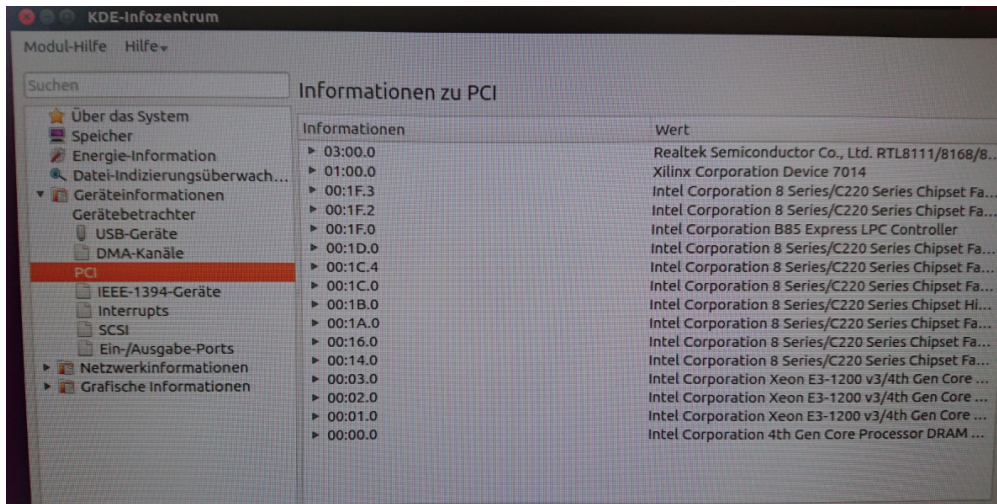 KDE-Infozentrum
Modul-Hilfe Hilfe
Suchen
Über das System
Speicher
Energie-Information
Datei-Indizierungsüberwach...
Geräteinformationen
Gerätebetrachter
USB-Geräte
DMA-Kanäle
PCI
IEEE-1394-Geräte
Interrupts
SCSI
Ein-/Ausgabe-Ports
Netzwerkinformationen
Grafische Informationen
Informationen zu PCI
Informationen Wert
03:00.0 Realtek Semiconductor Co., Ltd. RTL8111/8168/8...
01:00.0 Xilinx Corporation Device 7014
00:1F.3 Intel Corporation 8 Series/C220 Series Chipset Fa...
00:1F.2 Intel Corporation 8 Series/C220 Series Chipset Fa...
00:1F.0 Intel Corporation B85 Express LPC Controller
00:1D.0 Intel Corporation 8 Series/C220 Series Chipset Fa...
00:1C.4 Intel Corporation 8 Series/C220 Series Chipset Fa...
00:1C.0 Intel Corporation 8 Series/C220 Series Chipset Fa...
00:1B.0 Intel Corporation 8 Series/C220 Series Chipset Hi...
00:1A.0 Intel Corporation 8 Series/C220 Series Chipset Fa...
00:16.0 Intel Corporation 8 Series/C220 Series Chipset Fa...
00:14.0 Intel Corporation 8 Series/C220 Series Chipset Fa...
00:03.0 Intel Corporation Xeon E3-1200 v3/4th Gen Core ...
00:02.0 Intel Corporation Xeon E3-1200 v3/4th Gen Core ...
00:01.0 Intel Corporation Xeon E3-1200 v3/4th Gen Core ...
00:00.0 Intel Corporation 4th Gen Core Processor DRAM ...